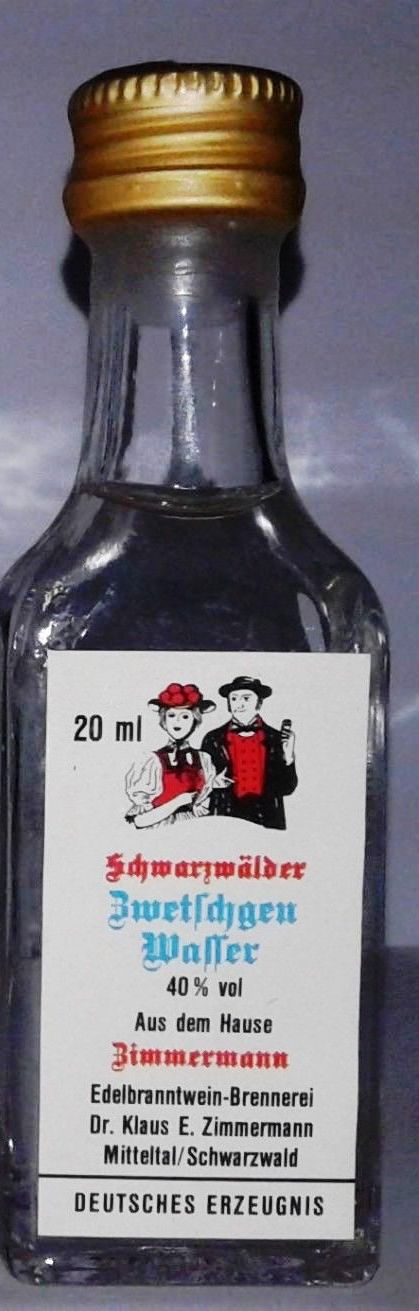 20 ml
Schwarzwälder
Zwetschgen
Wasser
40% vol
Aus dem Hause
Zimmermann
Edelbranntwein-Brennerei
Dr. Klaus E. Zimmermann
Mitteltal/Schwarzwald
DEUTSCHES ERZEUGNIS